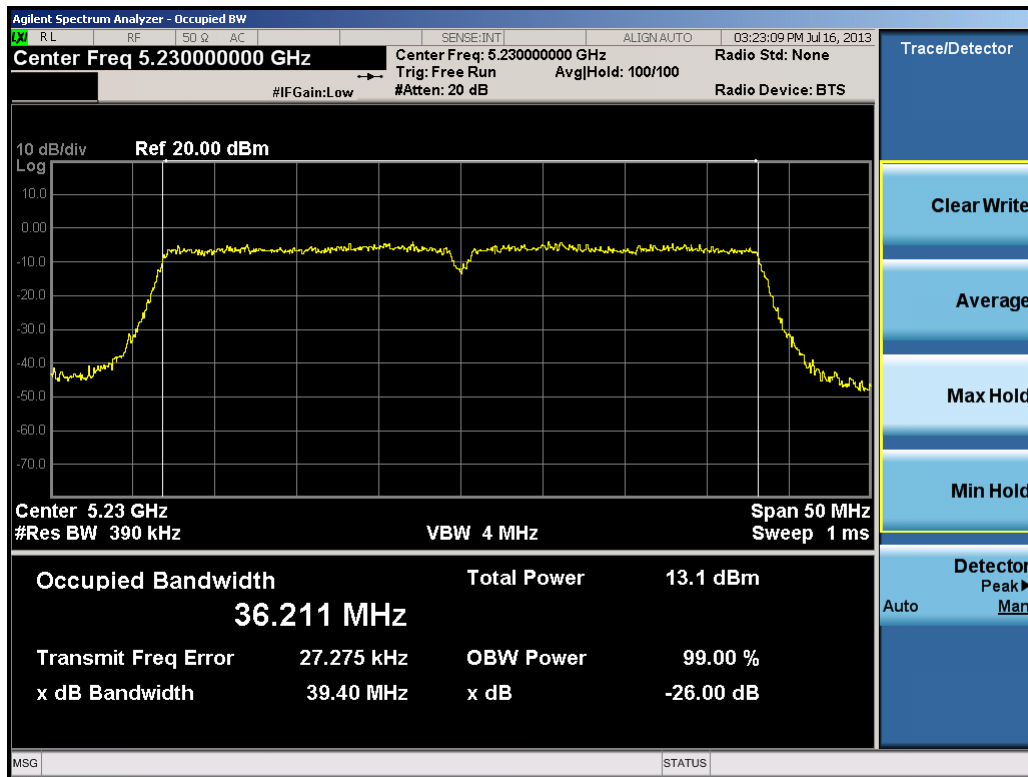 Agilent Spectrum Analyzer - Occupied BW
LXI RL RF 50 Ω AC SENSE:INT ALIGN AUTO 03:23:09 PM Jul 16, 2013
Center Freq 5.230000000 GHz
Center Freq: 5.230000000 GHz
Radio Std: None
Trig: Free Run Avg|Hold: 100/100
#IFGain:Low
#Atten: 20 dB
Radio Device: BTS
Trace/Detector
10 dB/div Ref 20.00 dBm
Log
10.0
0.00
-10.0
-20.0
-30.0
-40.0
-50.0
-60.0
-70.0
Center 5.23 GHz Span 50 MHz
#Res BW 390 kHz VBW 4 MHz Sweep 1 ms
Occupied Bandwidth Total Power 13.1 dBm
36.211 MHz
Transmit Freq Error 27.275 kHz OBW Power 99.00 %
x dB Bandwidth 39.40 MHz x dB -26.00 dB
Clear Write
Average
Max Hold
Min Hold
Detector
Peak▶
Auto Man
MSG STATUS